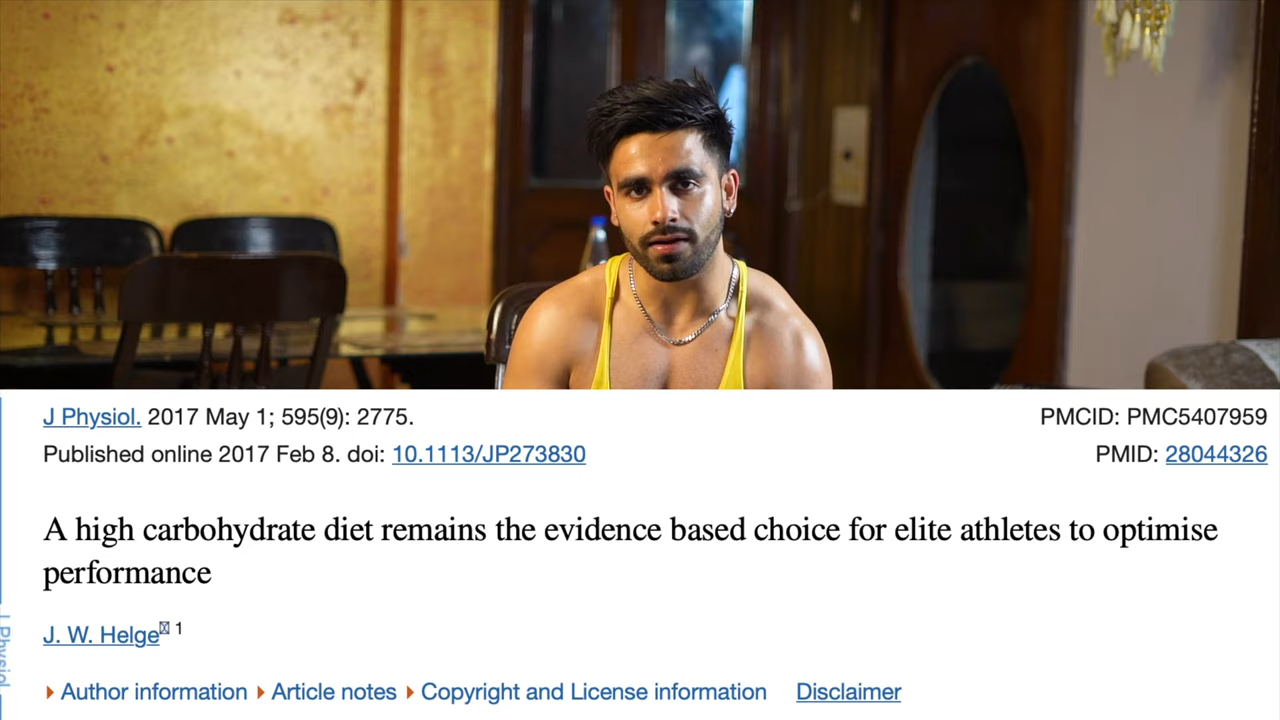 J Physiol. 2017 May 1; 595(9): 2775.
PMCID: PMC5407959
Published online 2017 Feb 8. doi: 10.1113/JP273830
PMID: 28044326
A high carbohydrate diet remains the evidence based choice for elite athletes to optimise
performance
J. W. Helge 1
Author information Article notes Copyright and License information Disclaimer
J Physiol